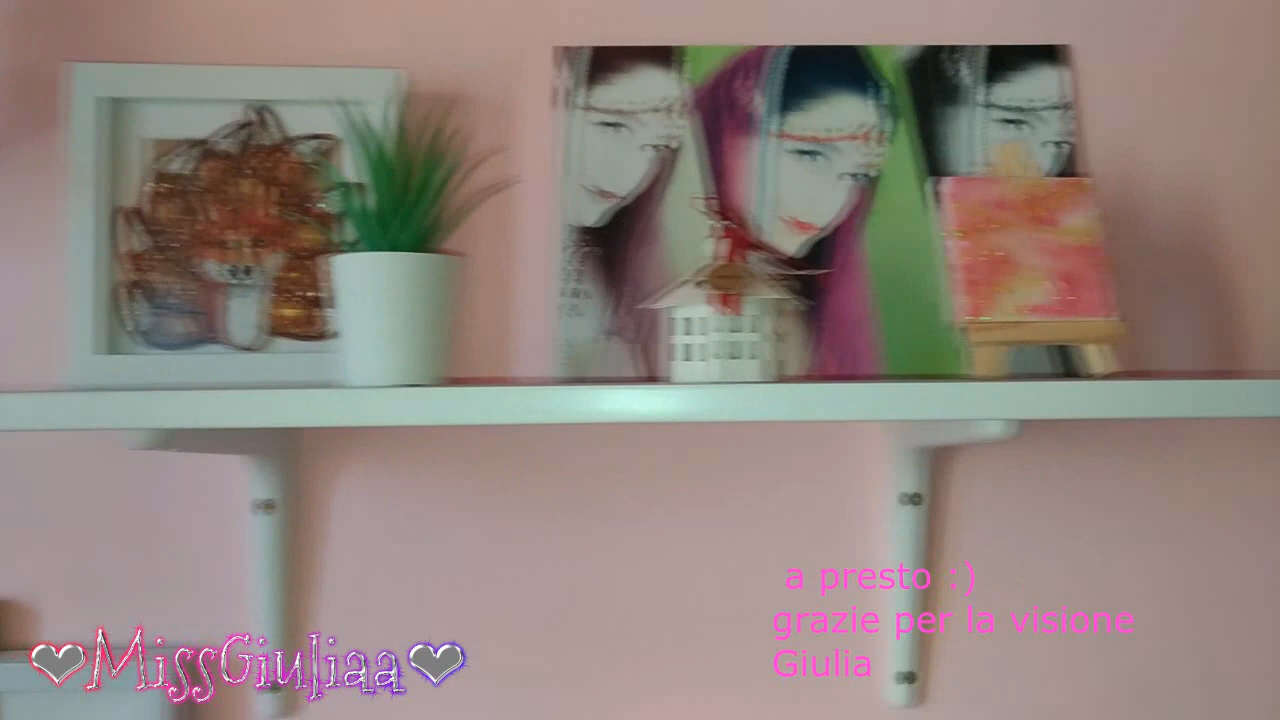 a presto :)
grazie per la visione
Giulia
MissGiuliaa